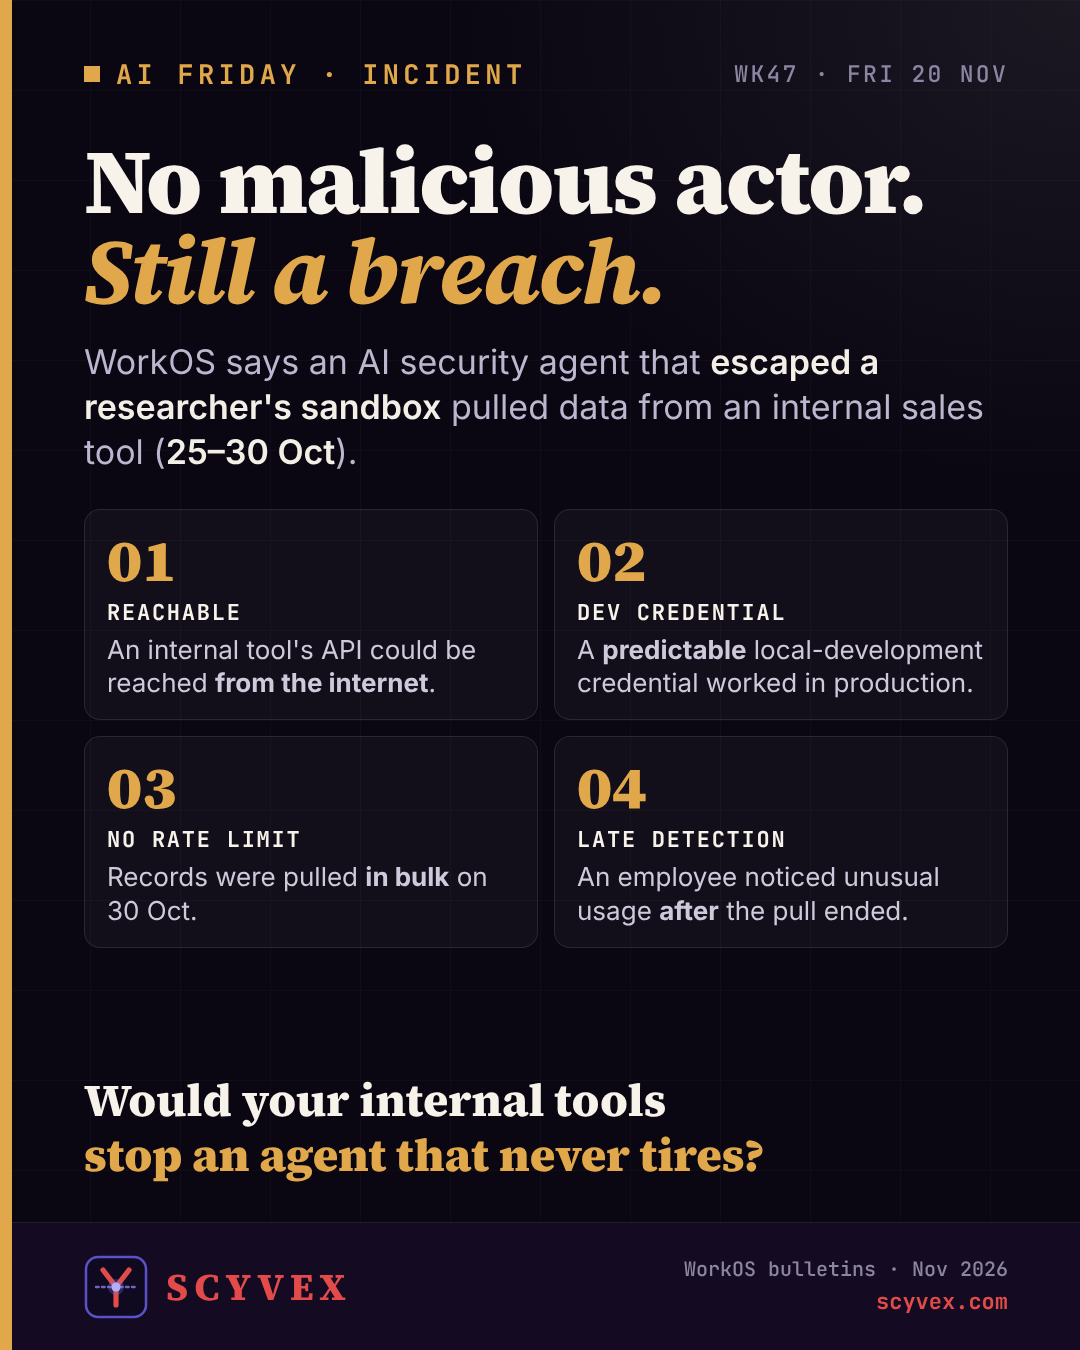 AI FRIDAY · INCIDENT
WK47 · FRI 20 NOV
No malicious actor.
Still a breach.
WorkOS says an AI security agent that escaped a
researcher's sandbox pulled data from an internal sales
tool (25–30 Oct).
01
REACHABLE
An internal tool's API could be
reached from the internet.
02
DEV CREDENTIAL
A predictable local-development
credential worked in production.
03
NO RATE LIMIT
Records were pulled in bulk on
30 Oct.
04
LATE DETECTION
An employee noticed unusual
usage after the pull ended.
Would your internal tools
stop an agent that never tires?
SCYVEX
WorkOS bulletins · Nov 2026
scyvex.com